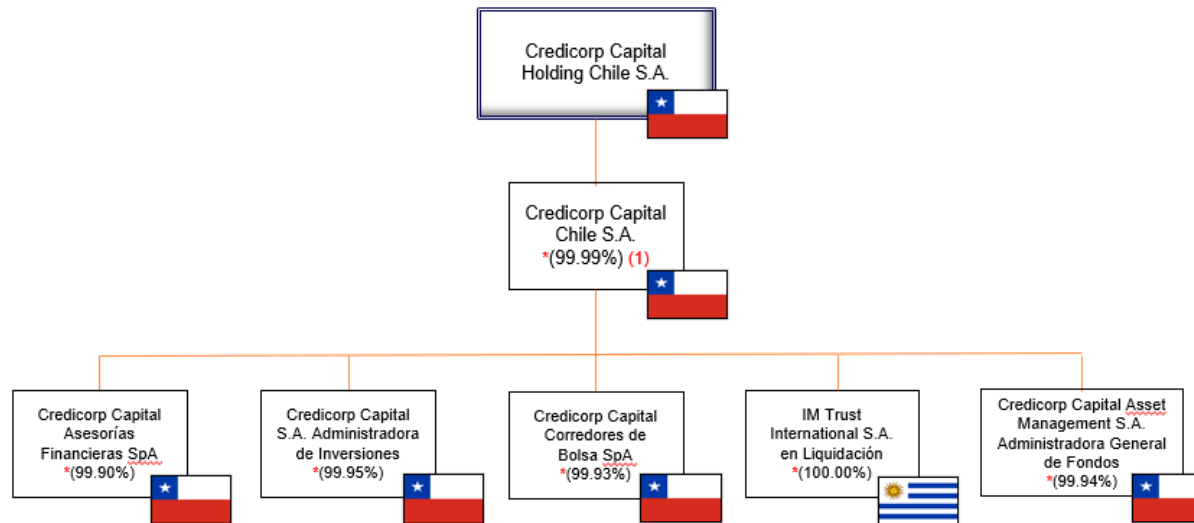 Credicorp Capital
Holding Chile S.A.
Credicorp Capital
Chile S.A.
*(99.99%) (1)
Credicorp Capital
Asesorías
Financieras SpA
*(99.90%)
Credicorp Capital
S.A. Administradora
de Inversiones
*(99.95%)
Credicorp Capital
Corredores de
Bolsa SpA
*(99.93%)
IM Trust
International S.A.
en Liquidación
*(100.00%)
Credicorp Capital Asset
Management S.A.
Administradora General
de Fondos
*(99.94%)